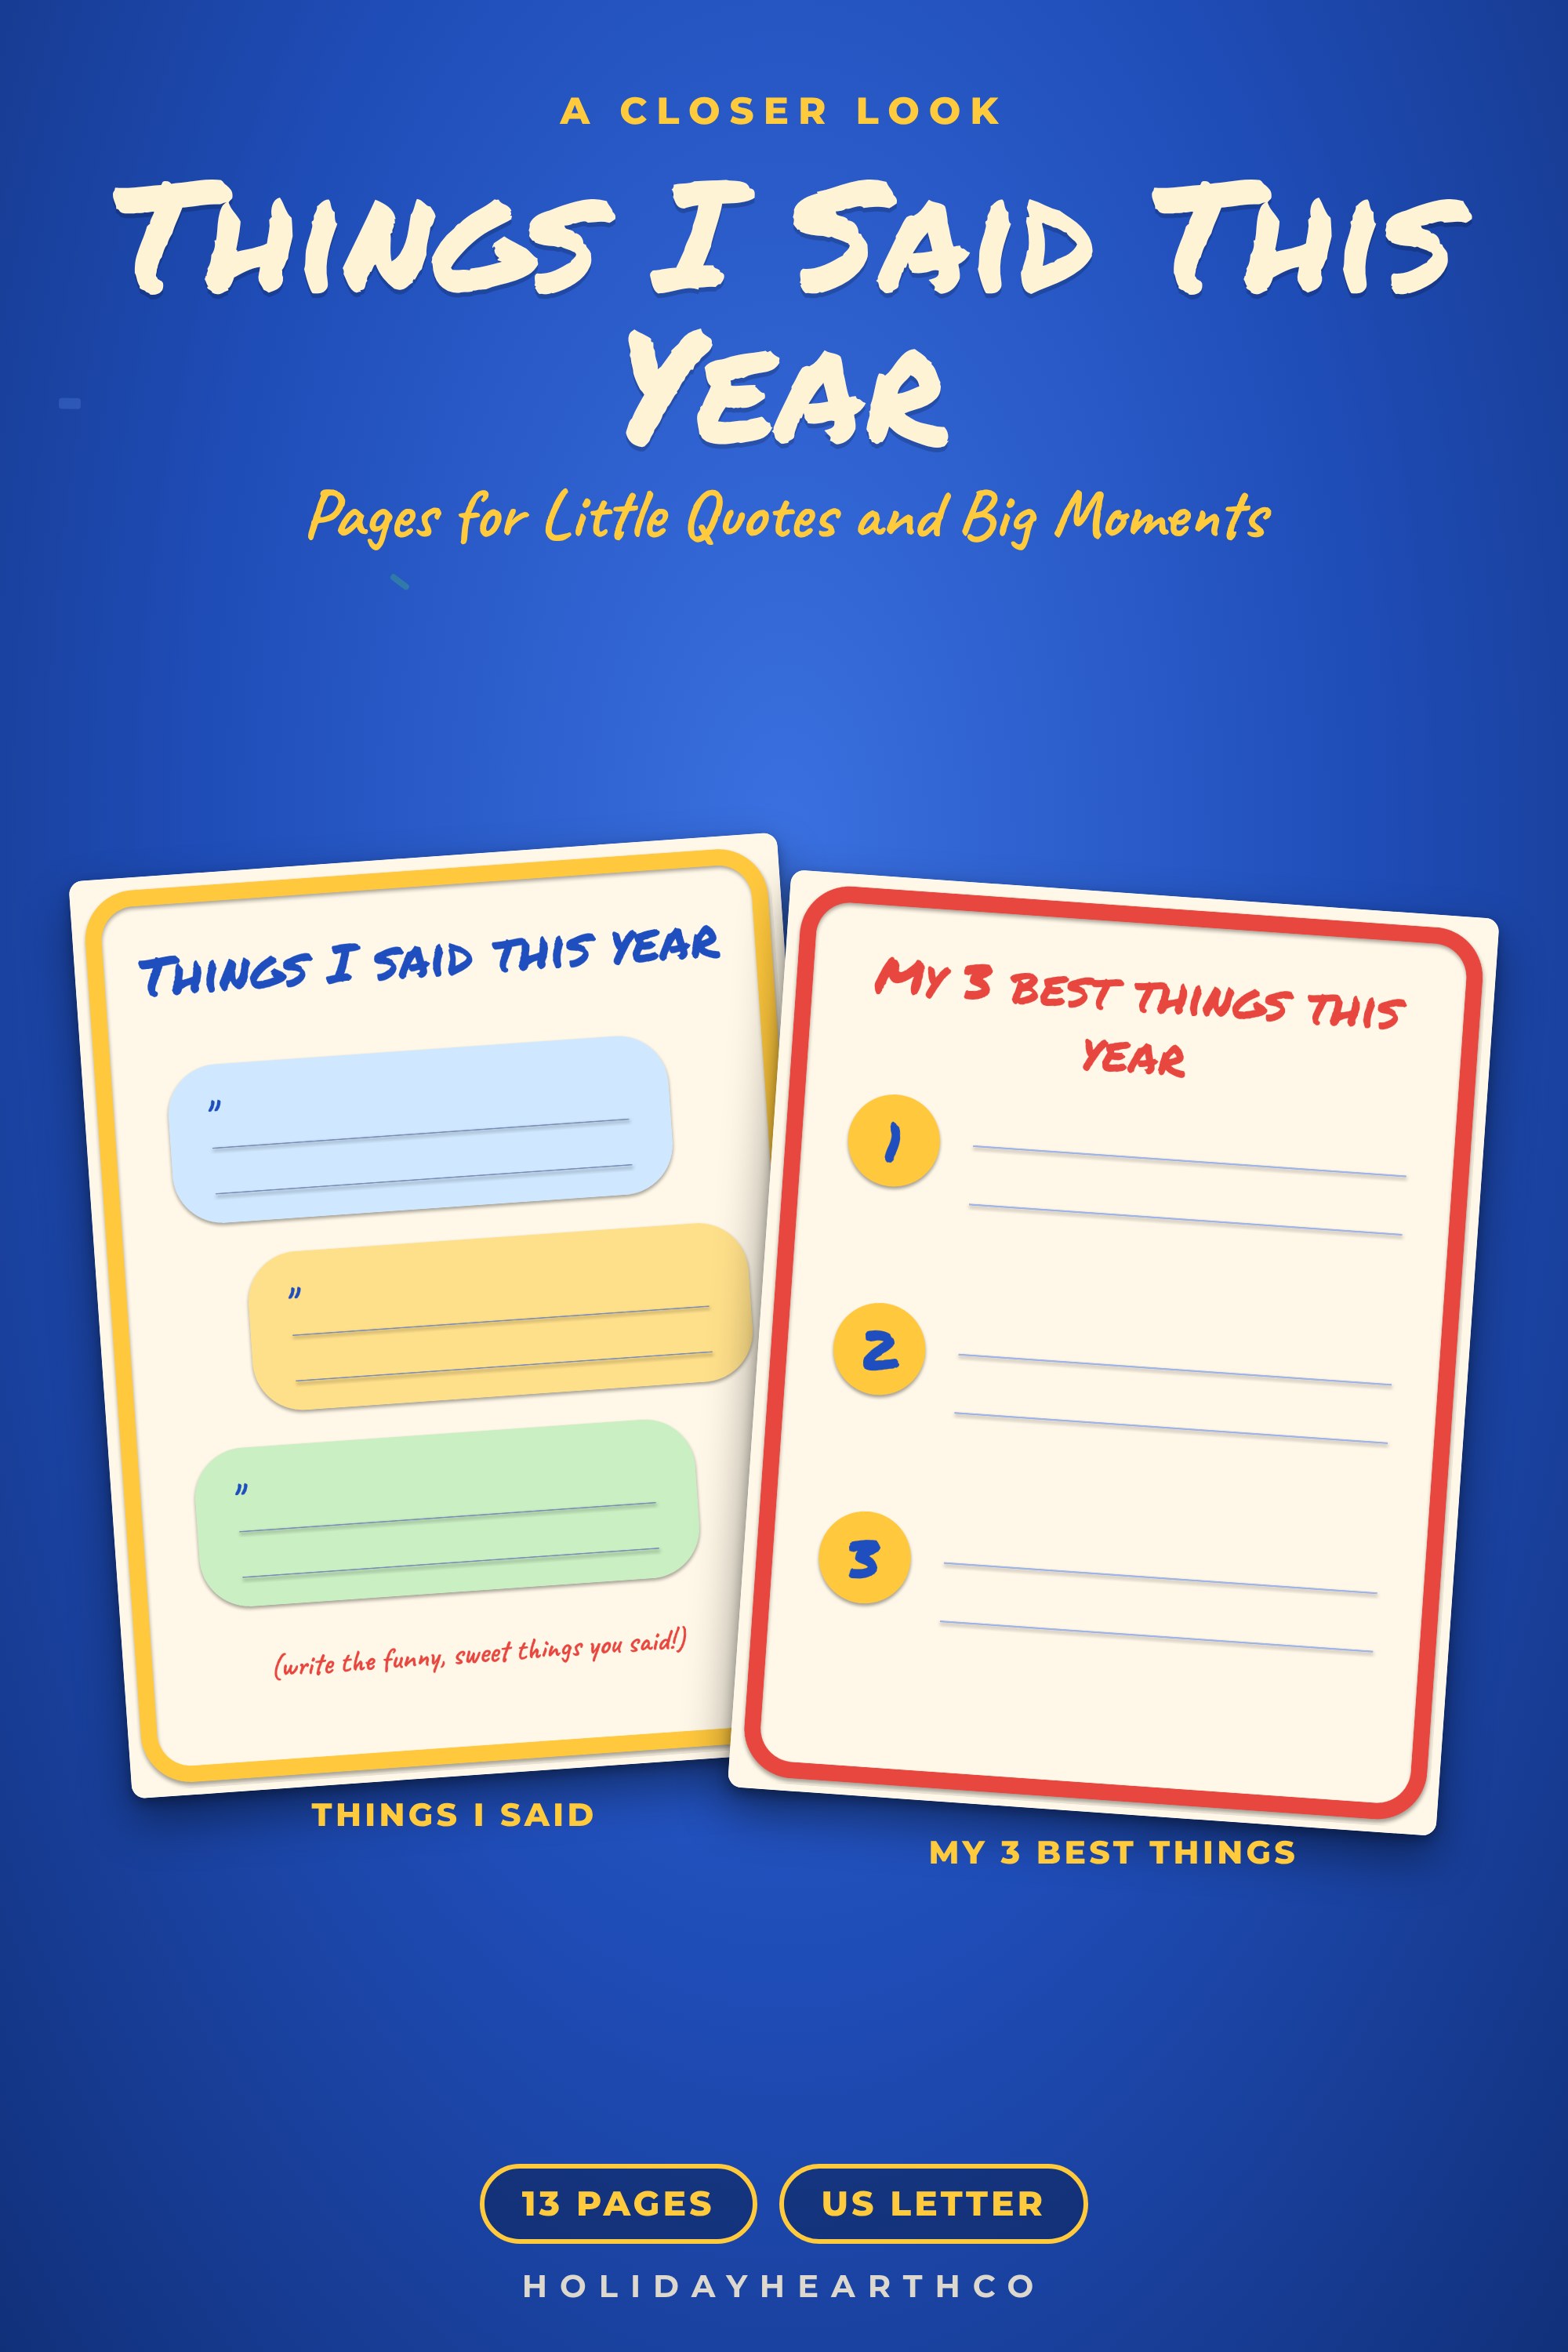 A CLOSER LOOK
Things I Said This
Year
Pages for Little Quotes and Big Moments
Things I said this year
”
”
”
(write the funny, sweet things you said!)
My 3 best things this
year
1
2
3
THINGS I SAID
MY 3 BEST THINGS
13 PAGES
US LETTER
HOLIDAYHEARTHCO